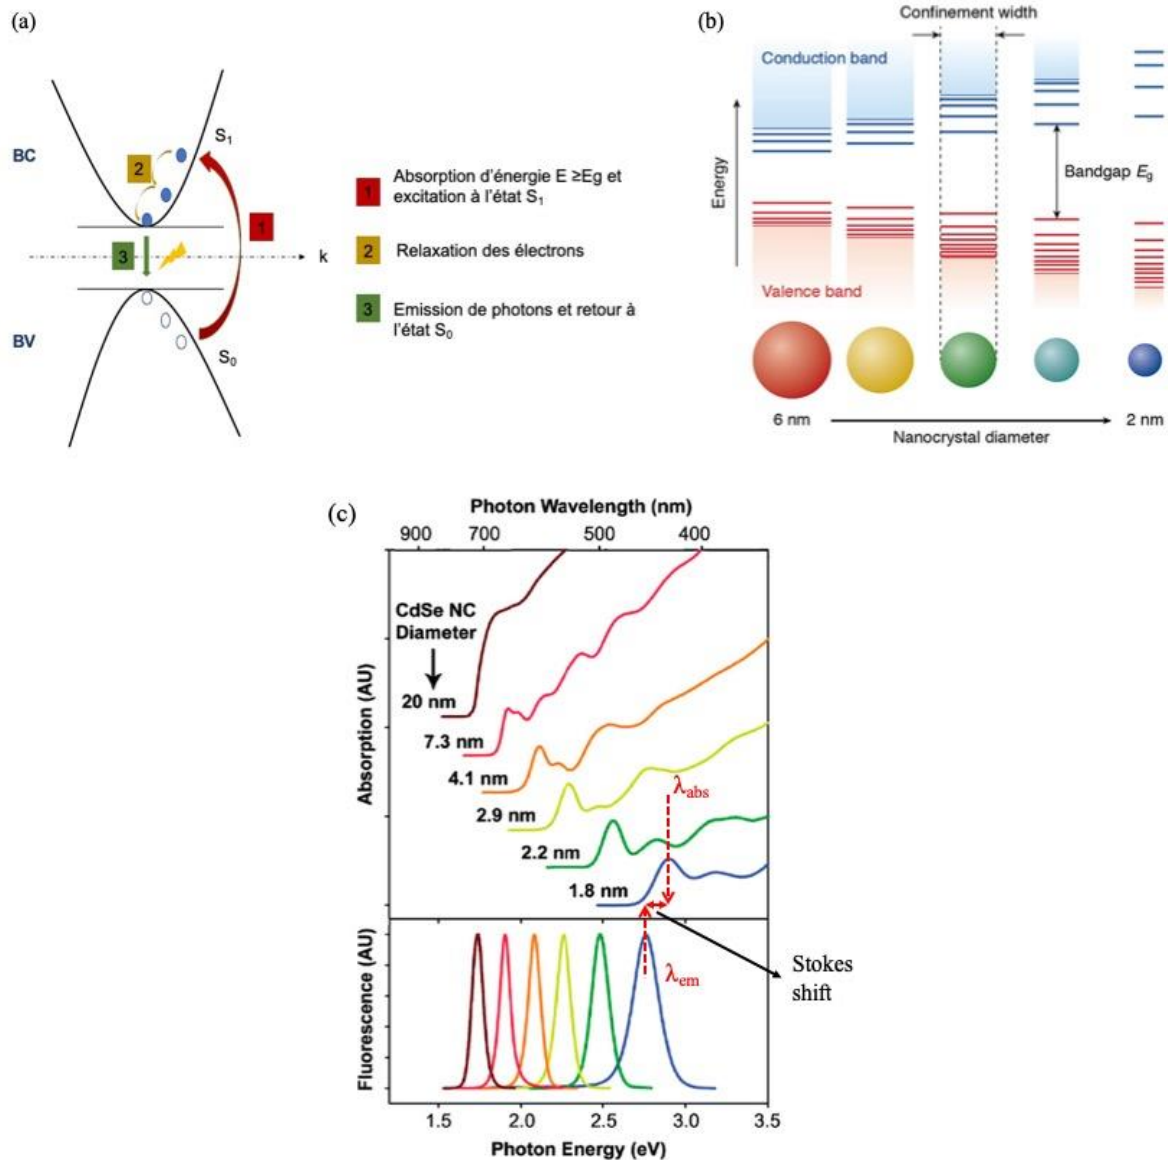 (a)
BC
S1
2
1
3
k
BV
S0
1 Absorption d'énergie E ≥Eg et
excitation à l'état S1
2 Relaxation des électrons
3 Emission de photons et retour à
l'état S0
(b)
Confinement width
Conduction band
Energy
Bandgap Eg
Valence band
6 nm
2 nm
Nanocrystal diameter
(c)
Photon Wavelength (nm)
900 700 500 400
Absorption (AU)
CdSe NC
Diameter
20 nm
7.3 nm
4.1 nm
2.9 nm
2.2 nm
1.8 nm
λabs
Fluorescence (AU)
λem
Stokes
shift
1.5 2.0 2.5 3.0 3.5
Photon Energy (eV)